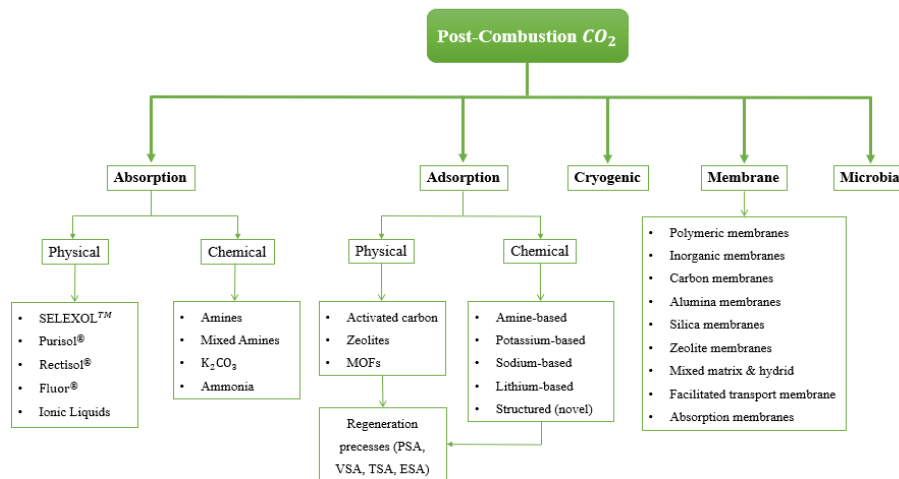 Post-Combustion CO₂
Absorption
Adsorption
Cryogenic
Membrane
Microbia
Physical
Chemical
Physical
Chemical
• SELEXOL™
• Purisol®
• Rectisol®
• Fluor®
• Ionic Liquids
• Amines
• Mixed Amines
• K₂CO₃
• Ammonia
• Activated carbon
• Zeolites
• MOFs
• Amine-based
• Potassium-based
• Sodium-based
• Lithium-based
• Structured (novel)
• Polymeric membranes
• Inorganic membranes
• Carbon membranes
• Alumina membranes
• Silica membranes
• Zeolite membranes
• Mixed matrix & hydrid
• Facilitated transport membrane
• Absorption membranes
Regeneration
precesses (PSA,
VSA, TSA, ESA)